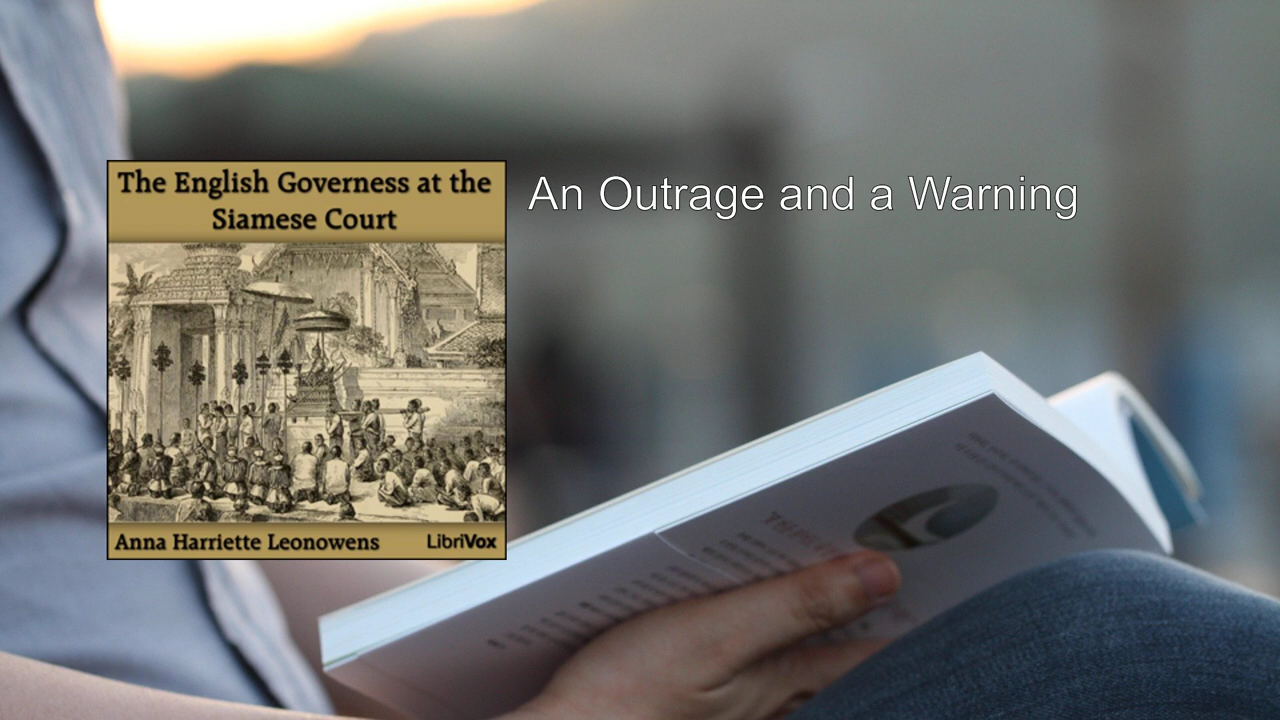 The English Governess at the
Siamese Court
Anna Harriette Leonowens
LibriVox
An Outrage and a Warning